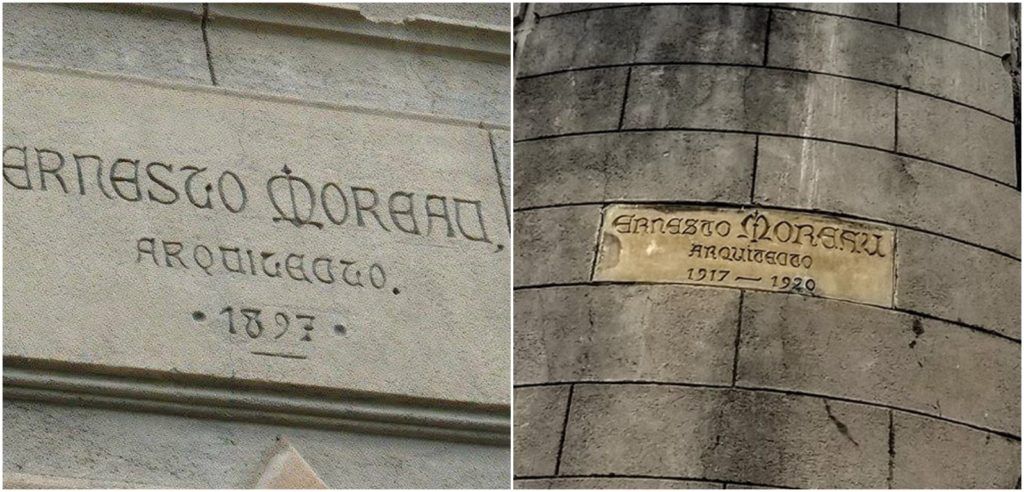 ERNESTO MOREAU,
ARQUITECTO.
• 1897 •
ERNESTO MOREAU
ARQUITECTO
1917 — 1920